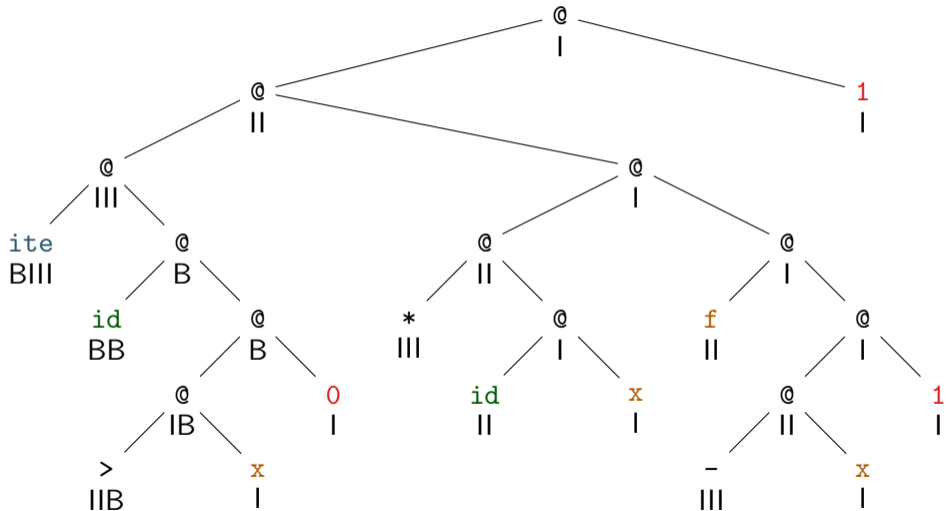 @
I
@ 1
II I
@ @
III I
ite @ @ @
BIII B II I
id @ * @ f @
BB B III I II I
@ 0 id x @ 1
IB I II I II I
> x - x
IIB I III I